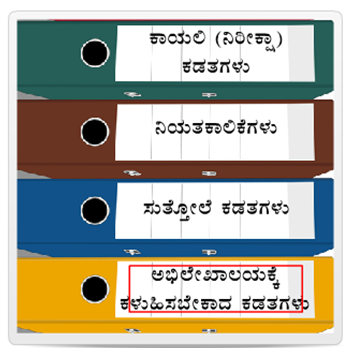 ಕಾಯಲಿ (ನಿರೀಕ್ಷಾ)
ಕಡತಗಳು
ನಿಯತಕಾಲಿಕೆಗಳು
ಸುತ್ತೋಲೆ ಕಡತಗಳು
ಅಭಿಲೇಖಾಲಯಕ್ಕೆ
ಕಳುಹಿಸಬೇಕಾದ ಕಡತಗಳು